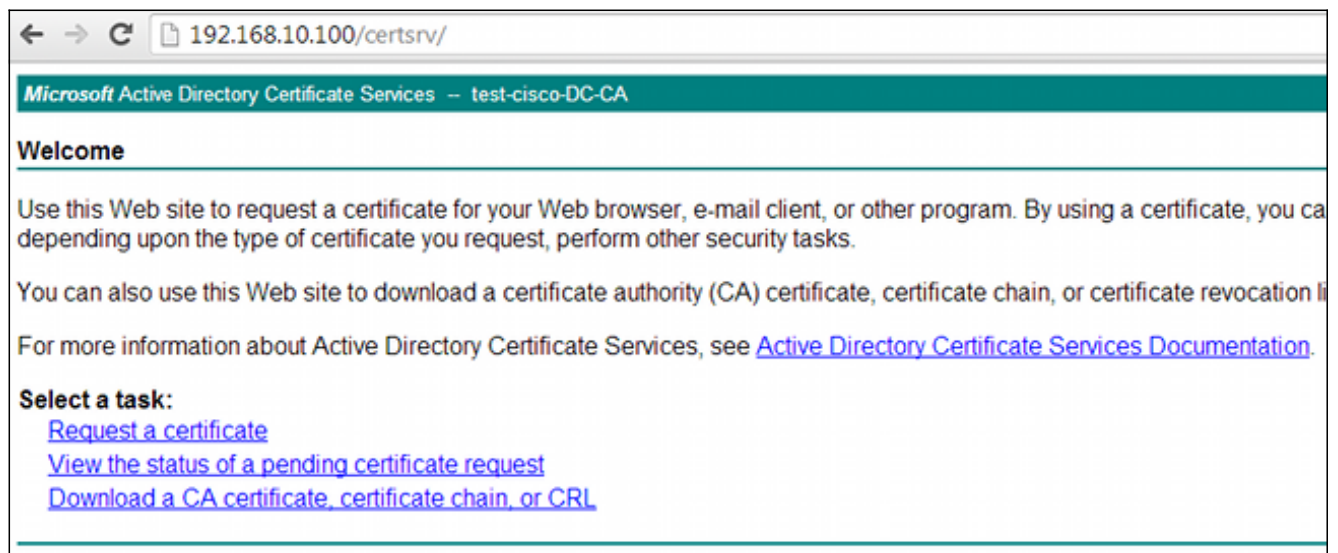 192.168.10.100/certsrv/
Microsoft Active Directory Certificate Services -- test-cisco-DC-CA
Welcome
Use this Web site to request a certificate for your Web browser, e-mail client, or other program. By using a certificate, you ca
depending upon the type of certificate you request, perform other security tasks.
You can also use this Web site to download a certificate authority (CA) certificate, certificate chain, or certificate revocation li
For more information about Active Directory Certificate Services, see Active Directory Certificate Services Documentation.
Select a task:
Request a certificate
View the status of a pending certificate request
Download a CA certificate, certificate chain, or CRL